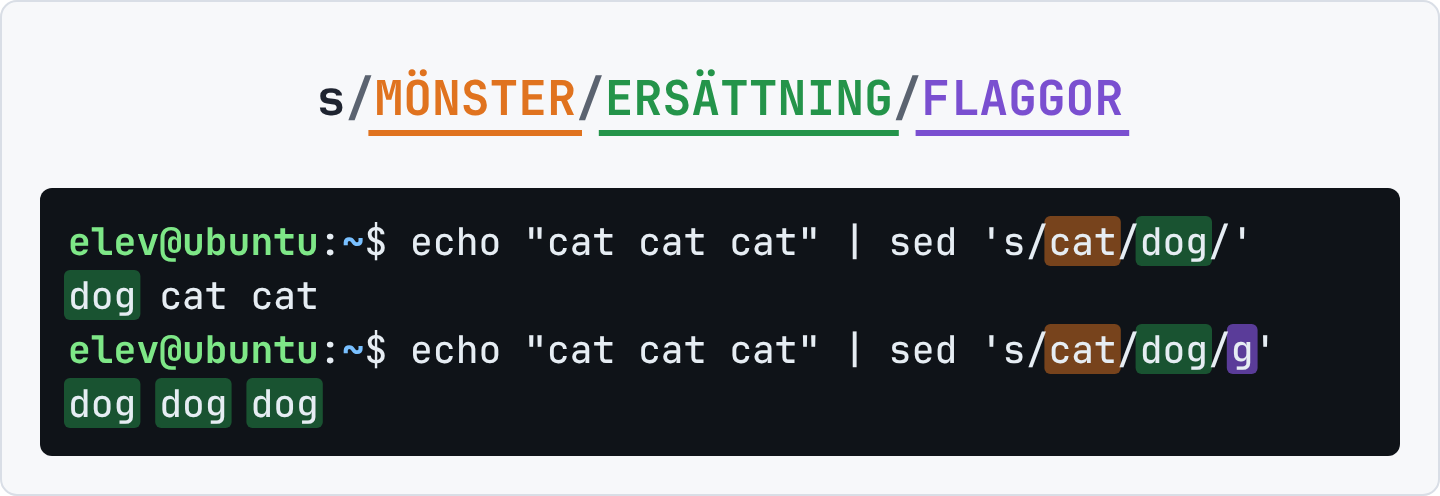 s/MÖNSTER/ERSÄTTNING/FLAGGOR
elev@ubuntu:~$ echo "cat cat cat" | sed 's/cat/dog/'
dog cat cat
elev@ubuntu:~$ echo "cat cat cat" | sed 's/cat/dog/g'
dog dog dog